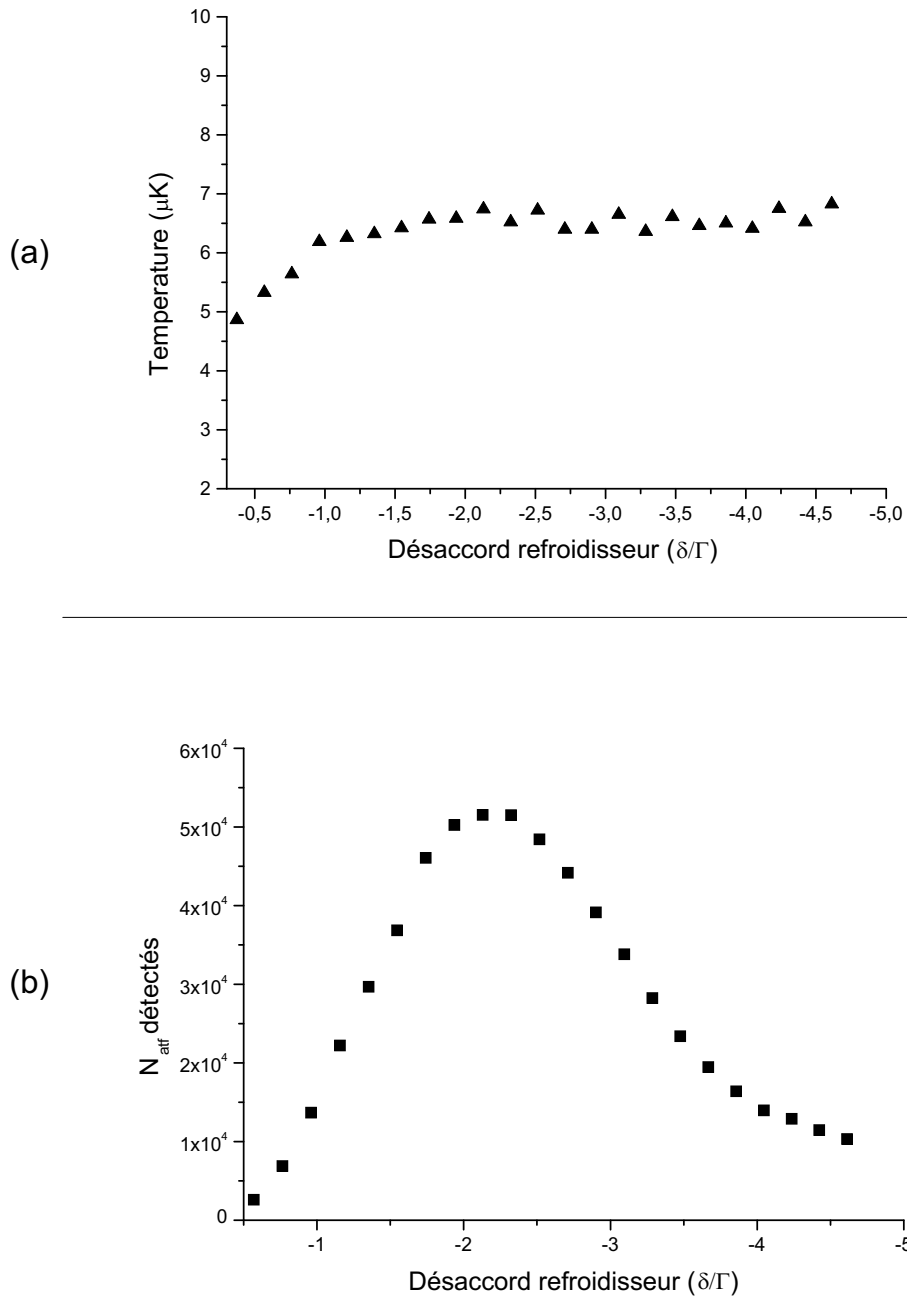 (a)
Temperature (μK)
10
9
8
7
6
5
4
3
2
-0,5 -1,0 -1,5 -2,0 -2,5 -3,0 -3,5 -4,0 -4,5 -5,0
Désaccord refroidisseur (δ/Γ)
(b)
N_atf détectés
6x10⁴
5x10⁴
4x10⁴
3x10⁴
2x10⁴
1x10⁴
0
-1 -2 -3 -4 -5
Désaccord refroidisseur (δ/Γ)